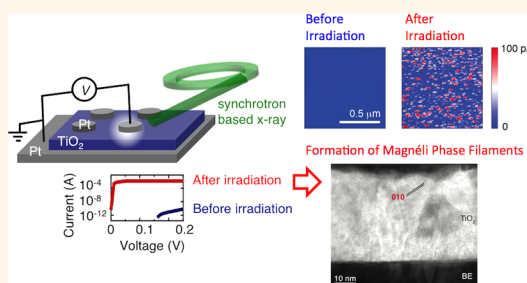 Before
Irradiation
After
Irradiation
100 p
0
0.5 μm
V
Pt
Pt
TiO2
synchrotron
based x-ray
Formation of Magnéli Phase Filaments
Current (A)
10-4
10-8
10-12
0
0.1
0.2
Voltage (V)
After irradiation
Before irradiation
010
TiO2
10 nm
BE